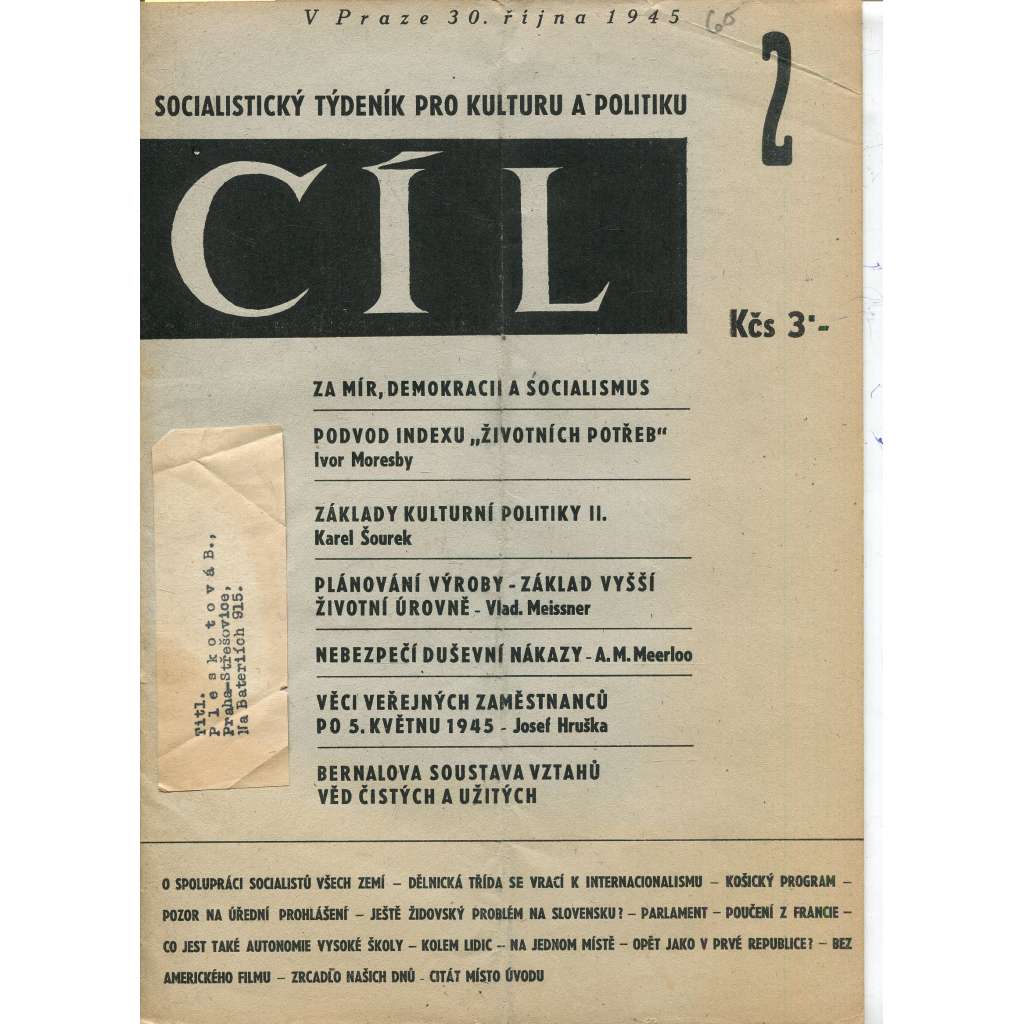 V Praze 30. října 1945
65
2
SOCIALISTICKÝ TÝDENÍK PRO KULTURU A POLITIKU
CÍL
Kčs 3·-
ZA MÍR, DEMOKRACII A SOCIALISMUS
PODVOD INDEXU „ŽIVOTNÍCH POTŘEB“
Ivor Moresby
ZÁKLADY KULTURNÍ POLITIKY II.
Karel Šourek
PLÁNOVÁNÍ VÝROBY - ZÁKLAD VYŠŠÍ
ŽIVOTNÍ ÚROVNĚ - Vlad. Meissner
NEBEZPEČÍ DUŠEVNÍ NÁKAZY - A. M. Meerloo
VĚCI VEŘEJNÝCH ZAMĚSTNANCŮ
PO 5. KVĚTNU 1945 - Josef Hruška
BERNALOVA SOUSTAVA VZTAHŮ
VĚD ČISTÝCH A UŽITÝCH
Titl.
P l e s k o t o v á B.,
Praha-Střešovice,
Na Bateriích 915.
O SPOLUPRÁCI SOCIALISTŮ VŠECH ZEMÍ – DĚLNICKÁ TŘÍDA SE VRACÍ K INTERNACIONALISMU – KOŠICKÝ PROGRAM –
POZOR NA ÚŘEDNÍ PROHLÁŠENÍ – JEŠTĚ ŽIDOVSKÝ PROBLÉM NA SLOVENSKU? – PARLAMENT – POUČENÍ Z FRANCIE –
CO JEST TAKÉ AUTONOMIE VYSOKÉ ŠKOLY – KOLEM LIDIC – NA JEDNOM MÍSTĚ – OPĚT JAKO V PRVÉ REPUBLICE? – BEZ
AMERICKÉHO FILMU – ZRCADLO NAŠICH DNŮ - CITÁT MÍSTO ÚVODU